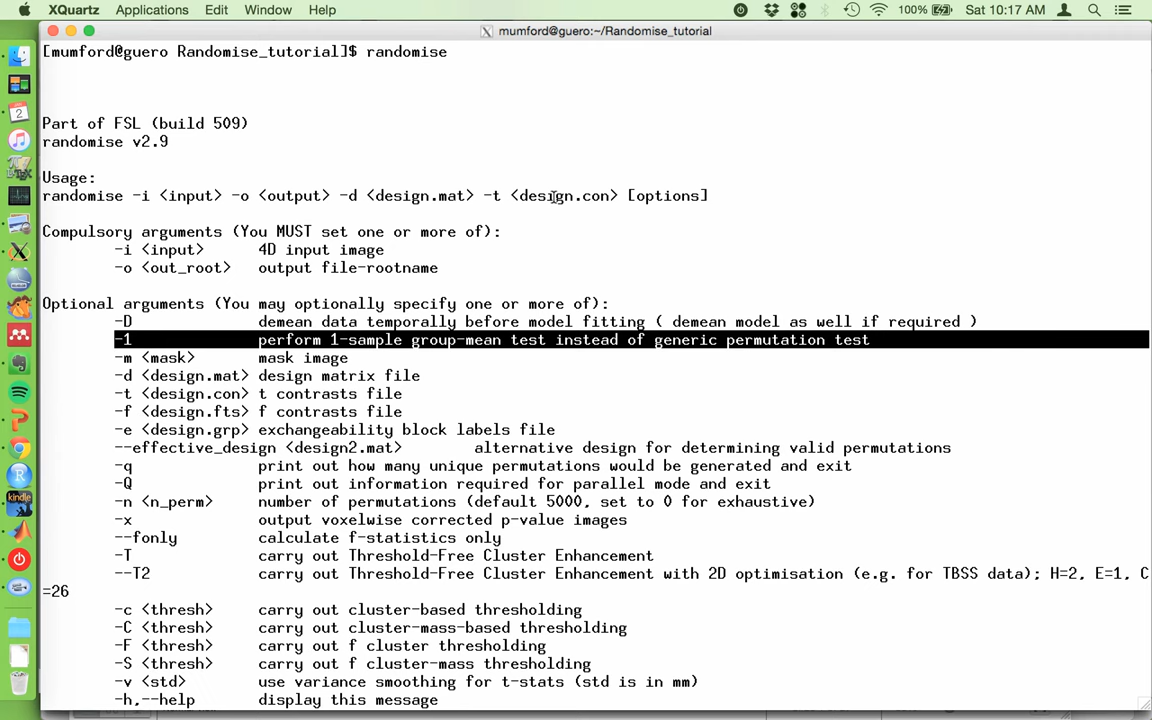 XQuartz Applications Edit Window Help 100% Sat 10:17 AM
mumford@guero:~/Randomise_tutorial
[mumford@guero Randomise_tutorial]$ randomise
Part of FSL (build 509)
randomise v2.9
Usage:
randomise -i <input> -o <output> -d <design.mat> -t <design.con> [options]
Compulsory arguments (You MUST set one or more of):
-i <input> 4D input image
-o <out_root> output file-rootname
Optional arguments (You may optionally specify one or more of):
-D demean data temporally before model fitting ( demean model as well if required )
-1 perform 1-sample group-mean test instead of generic permutation test
-m <mask> mask image
-d <design.mat> design matrix file
-t <design.con> t contrasts file
-f <design.fts> f contrasts file
-e <design.grp> exchangeability block labels file
--effective_design <design2.mat> alternative design for determining valid permutations
-q print out how many unique permutations would be generated and exit
-Q print out information required for parallel mode and exit
-n <n_perm> number of permutations (default 5000, set to 0 for exhaustive)
-x output voxelwise corrected p-value images
--fonly calculate f-statistics only
-T carry out Threshold-Free Cluster Enhancement
--T2 carry out Threshold-Free Cluster Enhancement with 2D optimisation (e.g. for TBSS data); H=2, E=1, C
=26
-c <thresh> carry out cluster-based thresholding
-C <thresh> carry out cluster-mass-based thresholding
-F <thresh> carry out f cluster thresholding
-S <thresh> carry out f cluster-mass thresholding
-v <std> use variance smoothing for t-stats (std is in mm)
-h,--help display this message